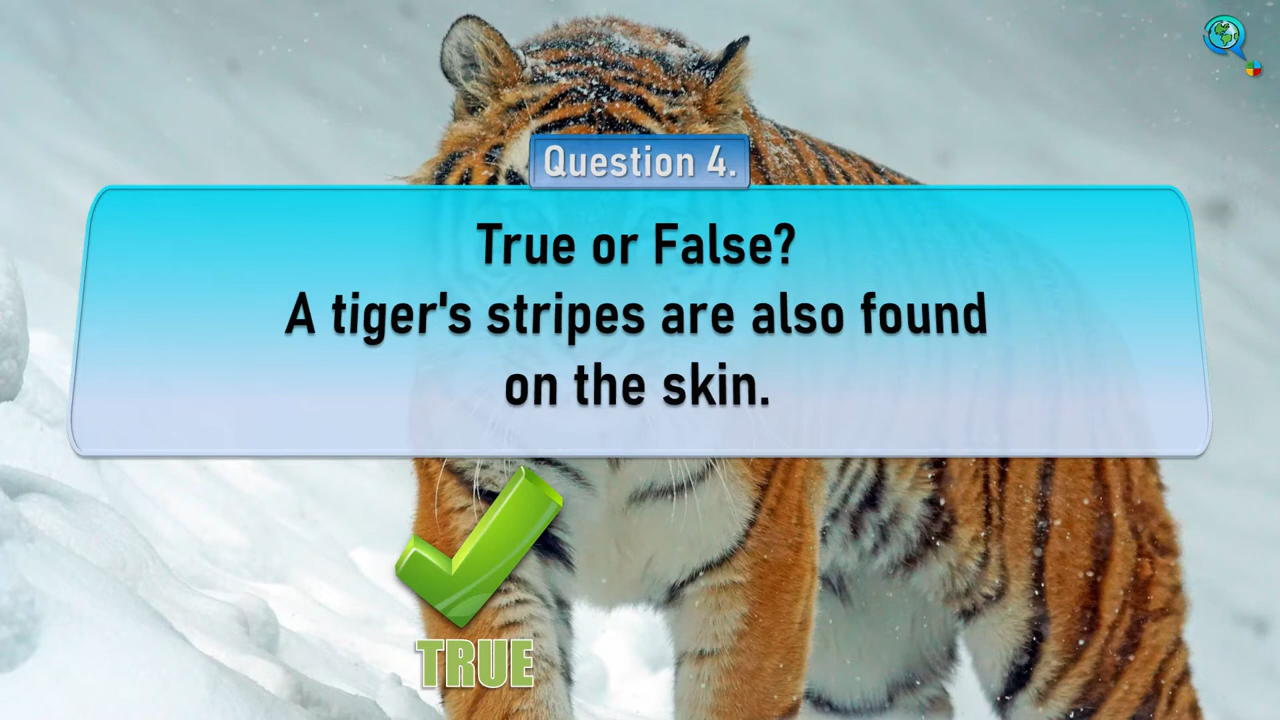 Question 4.
True or False?
A tiger's stripes are also found
on the skin.
TRUE